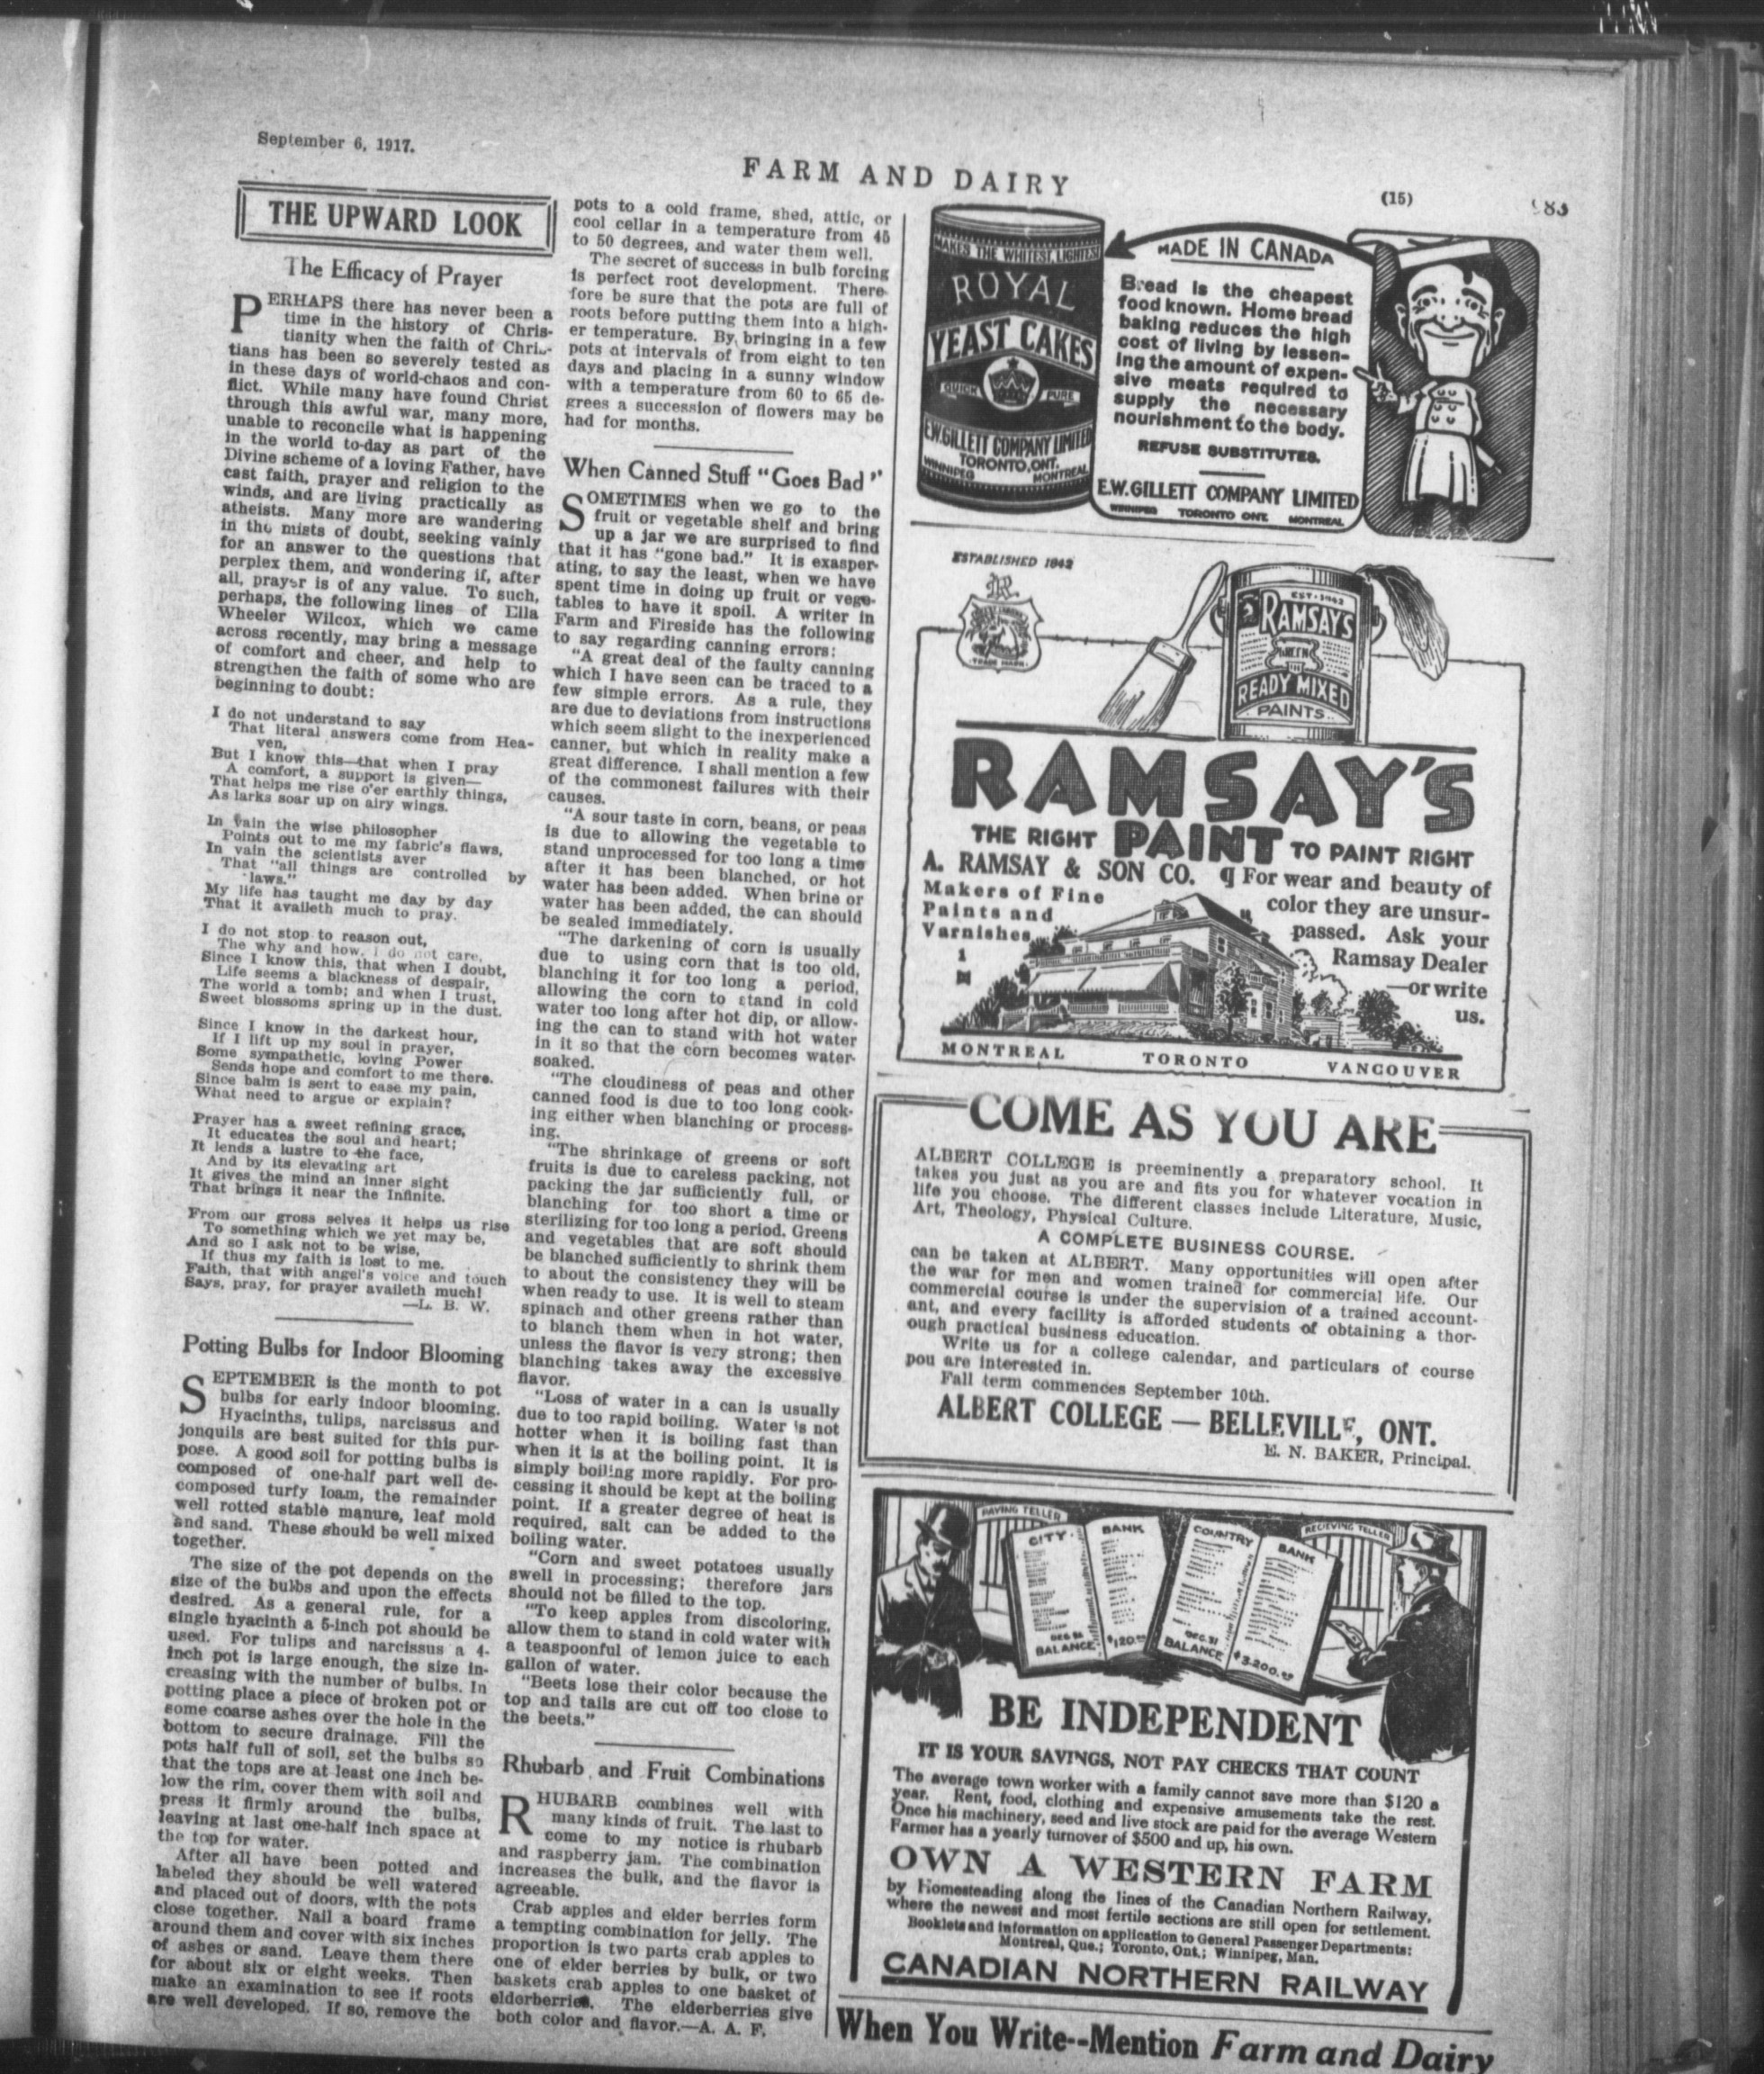 September 6, 1917.
FARM AND DAIRY
(15)
THE UPWARD LOOK
The Efficacy of Prayer
PERHAPS there has never been a
time in the history of Chris-
tianity when the faith of Chris-
tians has been so severely tested as
in these days of world-chaos and con-
flict. While many have found Christ
through this awful war, many more,
unable to reconcile what is happening
in the world to-day as part of the
Divine scheme of a loving Father, have
cast faith, prayer and religion to the
winds, and are living practically as
atheists. Many more are wandering
in the mists of doubt, seeking vainly
for an answer to the questions that
perplex them, and wondering if, after
all, prayer is of any value. To such,
perhaps, the following lines of Ella
Wheeler Wilcox, which we came
across recently, may bring a message
of comfort and cheer, and help to
strengthen the faith of some who are
beginning to doubt:
I do not understand to say
That literal answers come from Hea-
ven,
But I know this—that when I pray
A comfort, a support is given—
That helps me rise o'er earthly things,
As larks soar up on airy wings.
In vain the wise philosopher
Points out to me my fabric's flaws,
In vain the scientists aver
That "all things are controlled by
laws."
My life has taught me day by day
That it availeth much to pray.
I do not stop to reason out,
The why and how. I do not care,
Since I know this, that when I doubt,
Life seems a blackness of despair,
The world a tomb; and when I trust,
Sweet blossoms spring up in the dust.
Since I know in the darkest hour,
If I lift up my soul in prayer,
Some sympathetic, loving Power
Sends hope and comfort to me there.
Since balm is sent to ease my pain,
What need to argue or explain?
Prayer has a sweet refining grace,
It educates the soul and heart;
It lends a lustre to the face,
And by its elevating art
It gives the mind an inner sight
That brings it near the Infinite.
From our gross selves it helps us rise
To something which we yet may be,
And so I ask not to be wise,
If thus my faith is lost to me.
Faith, that with angel's voice and touch
Says, pray, for prayer availeth much!
—L. B. W.
Potting Bulbs for Indoor Blooming
SEPTEMBER is the month to pot
bulbs for early indoor blooming.
Hyacinths, tulips, narcissus and
jonquils are best suited for this pur-
pose. A good soil for potting bulbs is
composed of one-half part well de-
composed turfy loam, the remainder
well rotted stable manure, leaf mold
and sand. These should be well mixed
together.
The size of the pot depends on the
size of the bulbs and upon the effects
desired. As a general rule, for a
single hyacinth a 5-inch pot should be
used. For tulips and narcissus a 4-
inch pot is large enough, the size in-
creasing with the number of bulbs. In
potting place a piece of broken pot or
some coarse ashes over the hole in the
bottom to secure drainage. Fill the
pots half full of soil, set the bulbs so
that the tops are at least one inch be-
low the rim, cover them with soil and
press it firmly around the bulbs,
leaving at last one-half inch space at
the top for water.
After all have been potted and
labeled they should be well watered
and placed out of doors, with the pots
close together. Nail a board frame
around them and cover with six inches
of ashes or sand. Leave them there
for about six or eight weeks. Then
make an examination to see if roots
are well developed. If so, remove the
pots to a cold frame, shed, attic, or
cool cellar in a temperature from 45
to 50 degrees, and water them well.
The secret of success in bulb forcing
is perfect root development. There-
fore be sure that the pots are full of
roots before putting them into a high-
er temperature. By bringing in a few
pots at intervals of from eight to ten
days and placing in a sunny window
with a temperature from 60 to 65 de-
grees a succession of flowers may be
had for months.
When Canned Stuff "Goes Bad"
SOMETIMES when we go to the
fruit or vegetable shelf and bring
up a jar we are surprised to find
that it has "gone bad." It is exasper-
ating, to say the least, when we have
spent time in doing up fruit or vege-
tables to have it spoil. A writer in
Farm and Fireside has the following
to say regarding canning errors:
"A great deal of the faulty canning
which I have seen can be traced to a
few simple errors. As a rule, they
are due to deviations from instructions
which seem slight to the inexperienced
canner, but which in reality make a
great difference. I shall mention a few
of the commonest failures with their
causes.
"A sour taste in corn, beans, or peas
is due to allowing the vegetable to
stand unprocessed for too long a time
after it has been blanched, or hot
water has been added. When brine or
water has been added, the can should
be sealed immediately.
"The darkening of corn is usually
due to using corn that is too old,
blanching it for too long a period,
allowing the corn to stand in cold
water too long after hot dip, or allow-
ing the can to stand with hot water
in it so that the corn becomes water-
soaked.
"The cloudiness of peas and other
canned food is due to too long cook-
ing either when blanching or process-
ing.
"The shrinkage of greens or soft
fruits is due to careless packing, not
packing the jar sufficiently full, or
blanching for too short a time or
sterilizing for too long a period. Greens
and vegetables that are soft should
be blanched sufficiently to shrink them
to about the consistency they will be
when ready to use. It is well to steam
spinach and other greens rather than
to blanch them when in hot water,
unless the flavor is very strong; then
blanching takes away the excessive
flavor.
"Loss of water in a can is usually
due to too rapid boiling. Water is not
hotter when it is boiling fast than
when it is at the boiling point. It is
simply boiling more rapidly. For pro-
cessing it should be kept at the boiling
point. If a greater degree of heat is
required, salt can be added to the
boiling water.
"Corn and sweet potatoes usually
swell in processing; therefore jars
should not be filled to the top.
"To keep apples from discoloring,
allow them to stand in cold water with
a teaspoonful of lemon juice to each
gallon of water.
"Beets lose their color because the
top and tails are cut off too close to
the beets."
Rhubarb and Fruit Combinations
RHUBARB combines well with
many kinds of fruit. The last to
come to my notice is rhubarb
and raspberry jam. The combination
increases the bulk, and the flavor is
agreeable.
Crab apples and elder berries form
a tempting combination for jelly. The
proportion is two parts crab apples to
one of elder berries by bulk, or two
baskets crab apples to one basket of
elderberries. The elderberries give
both color and flavor.—A. A. F.
MAKES THE WHITEST, LIGHTEST
ROYAL
YEAST CAKES
QUICK PURE
E.W. GILLETT COMPANY LIMITED
TORONTO, ONT.
WINNIPEG MONTREAL
MADE IN CANADA
Bread is the cheapest
food known. Home bread
baking reduces the high
cost of living by lessen-
ing the amount of expen-
sive meats required to
supply the necessary
nourishment to the body.
REFUSE SUBSTITUTES.
E.W. GILLETT COMPANY LIMITED
WINNIPEG TORONTO ONT. MONTREAL
ESTABLISHED 1842
R.
TRADE MARK
EST. 1842
RAMSAY'S
READY MIXED
PAINTS
RAMSAY'S
THE RIGHT PAINT TO PAINT RIGHT
A. RAMSAY & SON CO.
Makers of Fine
Paints and
Varnishes
¶ For wear and beauty of
color they are unsur-
passed. Ask your
Ramsay Dealer
—or write
us.
MONTREAL TORONTO VANCOUVER
COME AS YOU ARE
ALBERT COLLEGE is preeminently a preparatory school. It
takes you just as you are and fits you for whatever vocation in
life you choose. The different classes include Literature, Music,
Art, Theology, Physical Culture.
A COMPLETE BUSINESS COURSE.
can be taken at ALBERT. Many opportunities will open after
the war for men and women trained for commercial life. Our
commercial course is under the supervision of a trained account-
ant, and every facility is afforded students of obtaining a thor-
ough practical business education.
Write us for a college calendar, and particulars of course
pou are interested in.
Fall term commences September 10th.
ALBERT COLLEGE — BELLEVILLE, ONT.
E. N. BAKER, Principal.
PAYING TELLER
CITY BANK
DEC. 31
BALANCE $120.00
COUNTRY BANK
RECIEVING TELLER
DEC. 31
BALANCE $3200.00
BE INDEPENDENT
IT IS YOUR SAVINGS, NOT PAY CHECKS THAT COUNT
The average town worker with a family cannot save more than $120 a
year. Rent, food, clothing and expensive amusements take the rest.
Once his machinery, seed and live stock are paid for the average Western
Farmer has a yearly turnover of $500 and up, his own.
OWN A WESTERN FARM
by Homesteading along the lines of the Canadian Northern Railway,
where the newest and most fertile sections are still open for settlement.
Booklets and information on application to General Passenger Departments:
Montreal, Que.; Toronto, Ont.; Winnipeg, Man.
CANADIAN NORTHERN RAILWAY
When You Write--Mention Farm and Dairy